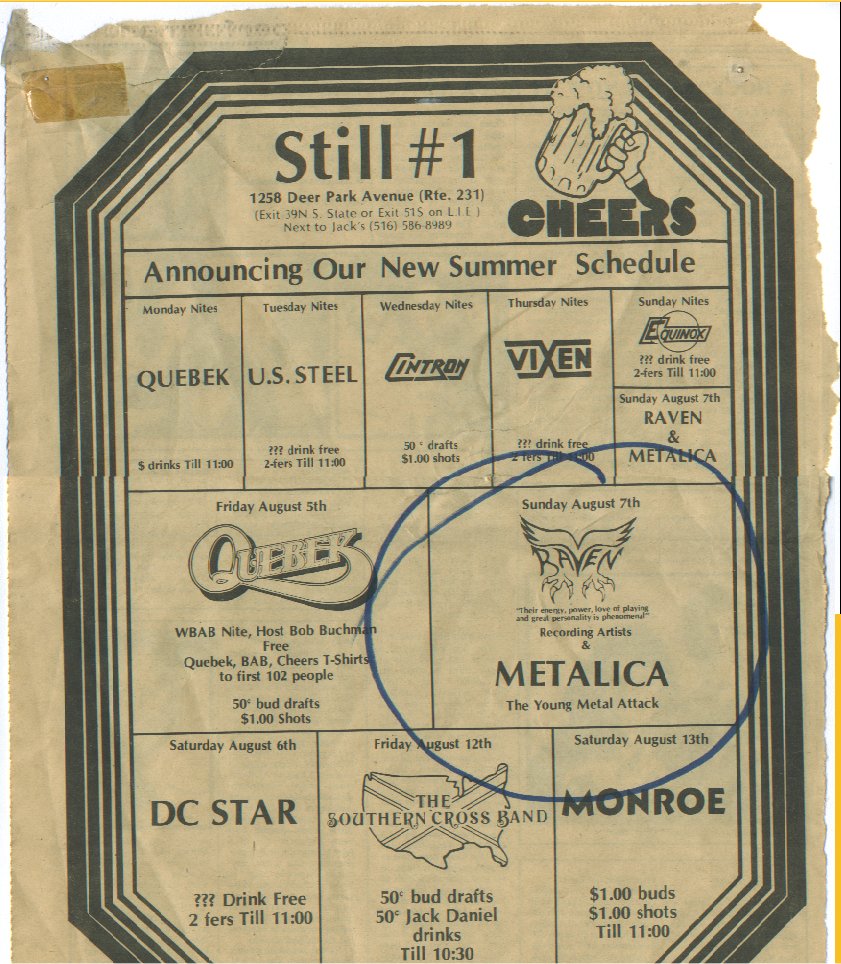 Still #1
1258 Deer Park Avenue (Rte. 231)
(Exit 39N S. State or Exit 51S on L.I.E.)
Next to Jack's (516) 586-8989
CHEERS
Announcing Our New Summer Schedule
Monday Nites
QUEBEK
$ drinks Till 11:00
Tuesday Nites
U.S. STEEL
??? drink free
2-fers Till 11:00
Wednesday Nites
CINTRON
50¢ drafts
$1.00 shots
Thursday Nites
VIXEN
??? drink free
2 fers Till 11:00
Sunday Nites
EQUINOX
??? drink free
2-fers Till 11:00
Sunday August 7th
RAVEN
&
METALICA
Friday August 5th
QUEBEK
WBAB Nite, Host Bob Buchman
Free
Quebek, BAB, Cheers T-Shirts
to first 102 people
50¢ bud drafts
$1.00 Shots
Sunday August 7th
RAVEN
"Their energy, power, love of playing
and great personality is phenomenal"
Recording Artists
&
METALICA
The Young Metal Attack
Saturday August 6th
DC STAR
??? Drink Free
2 fers Till 11:00
Friday August 12th
THE
SOUTHERN CROSS BAND
50¢ bud drafts
50¢ Jack Daniel
drinks
Till 10:30
Saturday August 13th
MONROE
$1.00 buds
$1.00 shots
Till 11:00